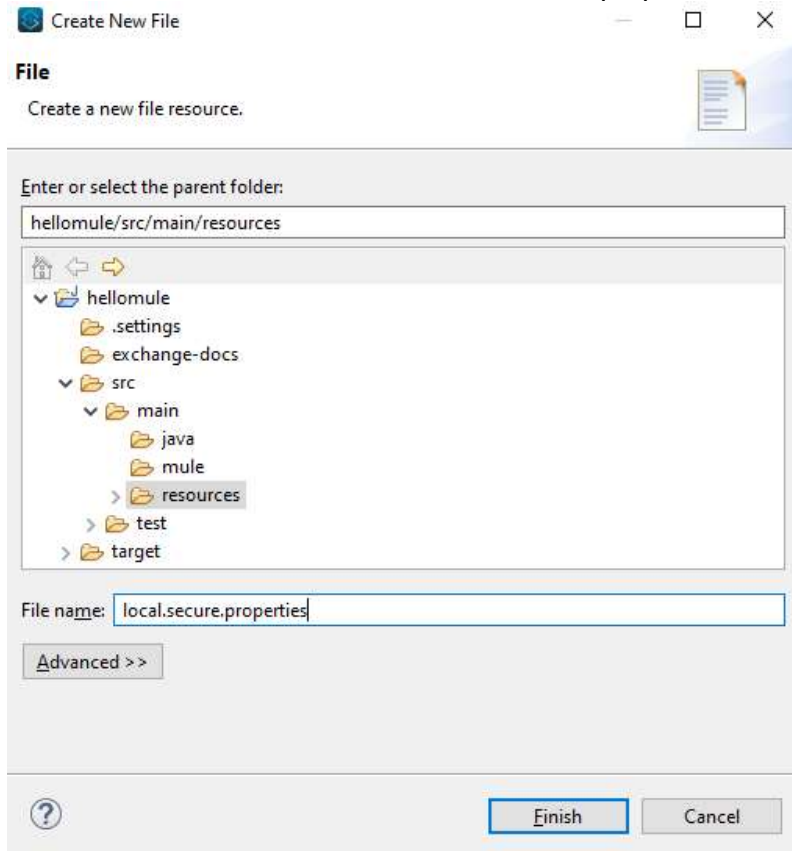 Create New File
File
Create a new file resource.
Enter or select the parent folder:
hellomule/src/main/resources
hellomule
.settings
exchange-docs
src
main
java
mule
resources
test
target
File name: local.secure.properties
Advanced >>
Finish Cancel